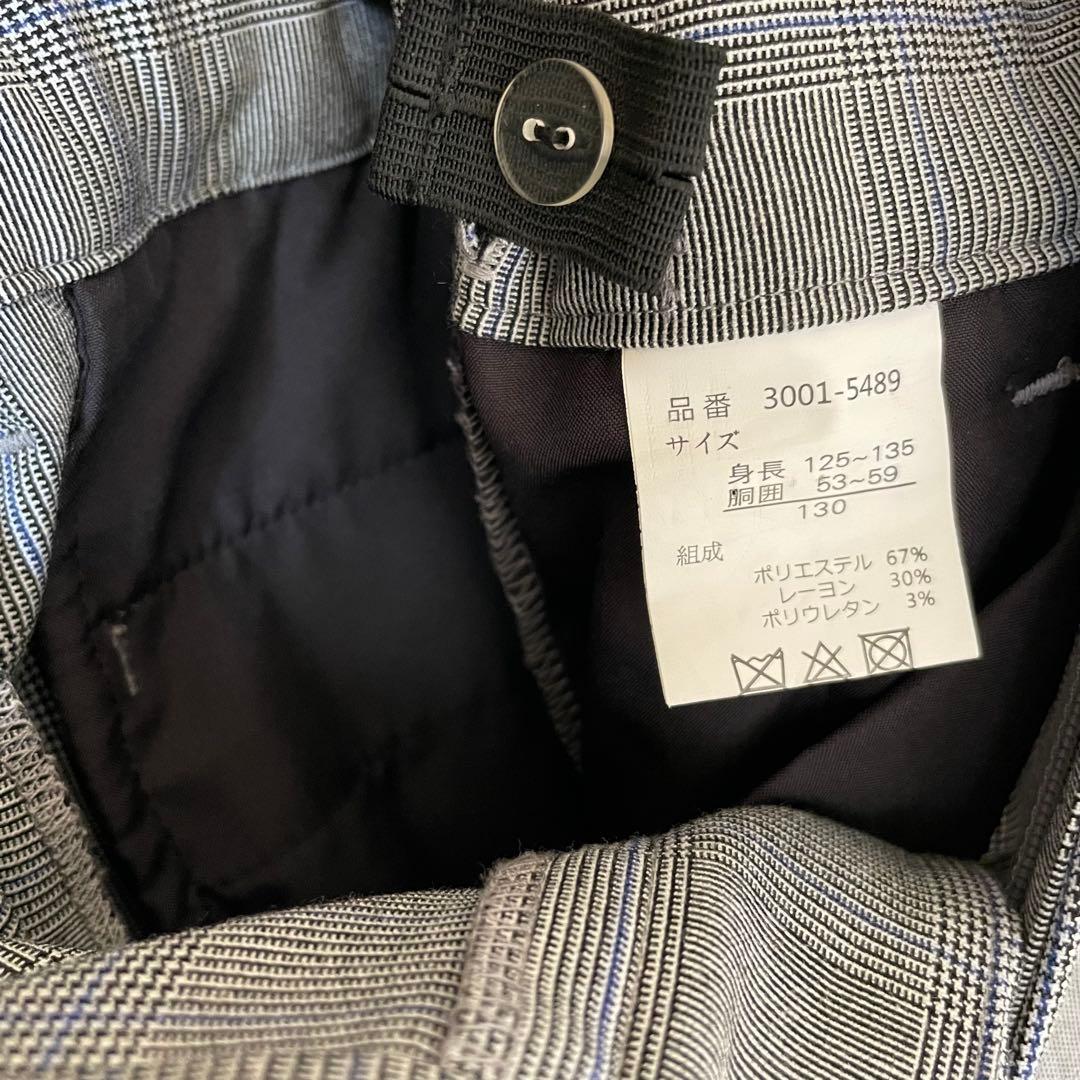 品番 3001-5489
サイズ
身長 125~135
胴囲 53~59
130
組成
ポリエステル 67%
レーヨン 30%
ポリウレタン 3%